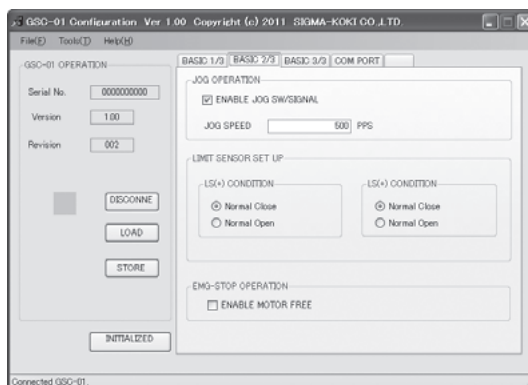 GSC-01 Configuration Ver 1.00 Copyright (c) 2011 SIGMA-KOKI CO.,LTD.
File(F) Tools(T) Help(H)
GSC-01 OPERATION
Serial No. 0000000000
Version 1.00
Revision 002
DISCONNE
LOAD
STORE
INITIALIZED
BASIC 1/3 BASIC 2/3 BASIC 3/3 COM PORT
JOG OPERATION
ENABLE JOG SW/SIGNAL
JOG SPEED 500 PPS
LIMIT SENSOR SET UP
LS(+) CONDITION LS(+) CONDITION
Normal Close Normal Close
Normal Open Normal Open
EMG-STOP OPERATION
ENABLE MOTOR FREE
Connected GSC-01.